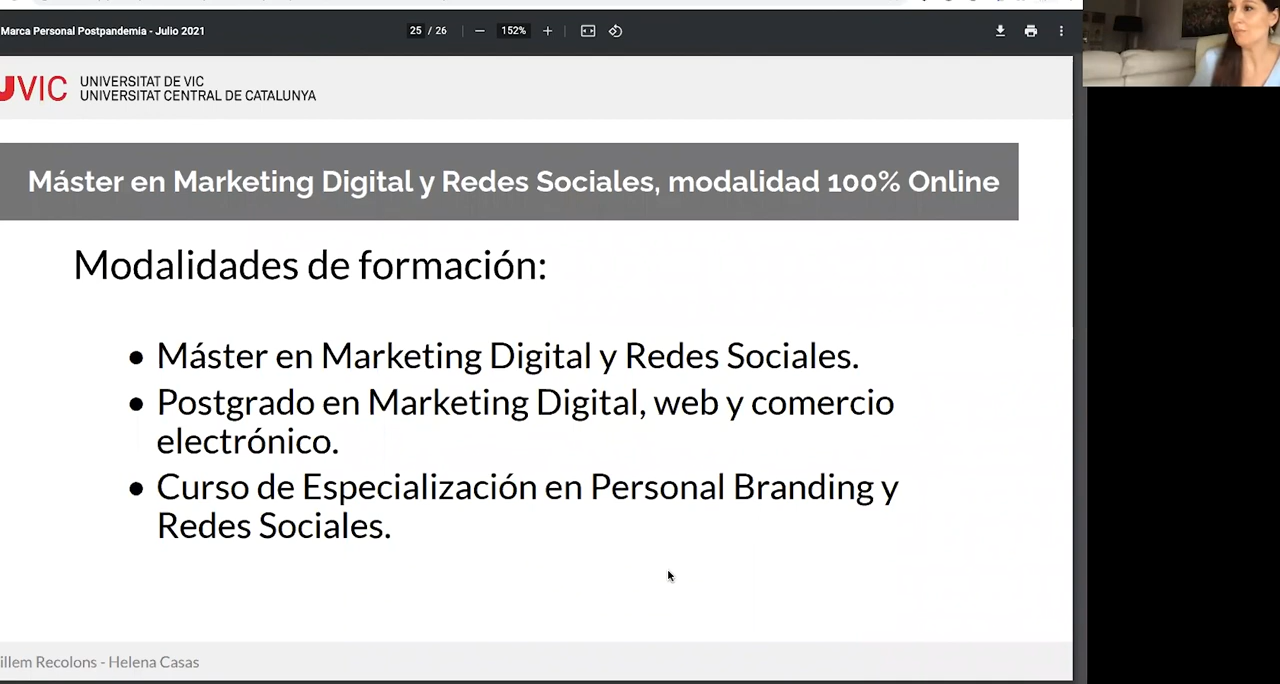 Marca Personal Postpandemia - Julio 2021
25 / 26
152%
UVIC
UNIVERSITAT DE VIC
UNIVERSITAT CENTRAL DE CATALUNYA
Máster en Marketing Digital y Redes Sociales, modalidad 100% Online
Modalidades de formación:
• Máster en Marketing Digital y Redes Sociales.
• Postgrado en Marketing Digital, web y comercio
electrónico.
• Curso de Especialización en Personal Branding y
Redes Sociales.
illem Recolons - Helena Casas